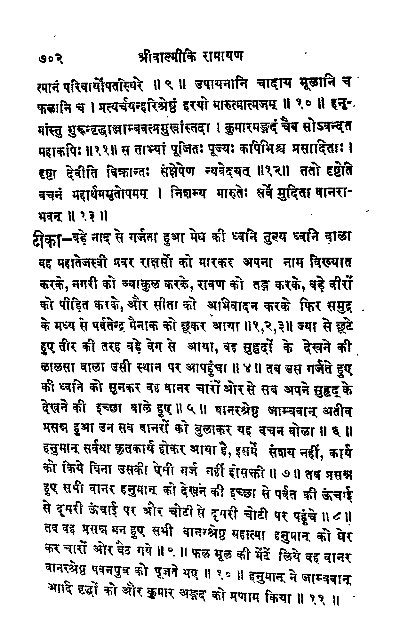 ७०२ श्रीवाल्मीकि रामायण
त्मानं परिवार्योपतस्थिरे ॥ ९ ॥ उपायनानि चादाय मूलानि च
फलानि च । प्रत्यर्चयन्हरिश्रेष्ठं हरयो मारुतात्मजम् ॥ १० ॥ हनु-
मांस्तु गुरून्वृद्धाञ्जाम्बवत्प्रमुखांस्तदा । कुमारमङ्गदं चैव सोऽवन्दत
महाकपिः ॥ ११ ॥ स ताभ्यां पूजितः पूज्यः कपिभिश्च प्रसादितः ।
दृष्टा देवीति विक्रान्तः संक्षेपेण न्यवेदयत् ॥ १२ ॥ ततो दृष्टेति
वचनं महार्थममृतोपमम् । निशम्य मारुतेः सर्वे मुदिता वानरा-
भवन् ॥ १३ ॥
टीका—बड़े नाद से गर्जता हुआ मेघ की ध्वनि तुल्य ध्वनि वाला
वह महातेजस्वी प्रवर राक्षसों को मारकर अपना नाम विख्यात
करके, नगरी को व्याकुल करके, रावण को तङ्ग करके, बड़े वीरों
को पीड़ित करके, और सीता को अभिवादन करके फिर समुद्र
के मध्य से पर्वतेन्द्र मैनाक को छूकर आया ॥१,२,३॥ ज्या से छूटे
हुए तीर की तरह बड़े वेग से आया, वह सुहृदों के देखने की
लालसा वाला उसी स्थान पर आपहुँचा ॥ ४ ॥ तब उस गर्जते हुए
की ध्वनि को सुनकर वह वानर चारों ओर से सब अपने सुहृद् के
देखने की इच्छा वाले हुए ॥ ५ ॥ वानरश्रेष्ठ जाम्बवान् अतीव
प्रसन्न हुआ उन सब वानरों को बुलाकर यह वचन बोला ॥ ६ ॥
हनुमान् सर्वथा कृतकार्य होकर आया है, इसमें संशय नहीं, कार्य
को किये बिना उसकी ऐसी गर्ज नहीं होसक्ती ॥ ७ ॥ तब प्रसन्न
हुए सभी वानर हनुमान् को देखने की इच्छा से पर्वत की ऊंचाई
से दूसरी ऊंचाई पर और चोटी से दूसरी चोटी पर पहुंचे ॥ ८ ॥
तब वह प्रसन्न मन हुए सभी वानरश्रेष्ठ महात्मा हनुमान् को घेर
कर चारों ओर बैठ गये ॥ ९ ॥ फल मूल की भेंटें लिये वह वानर
वानरश्रेष्ठ पवनपुत्र को पूजते भए ॥ १० ॥ हनुमान् ने जाम्बवान्
आदि वृद्धों को और कुमार अङ्गद को प्रणाम किया ॥ ११ ॥